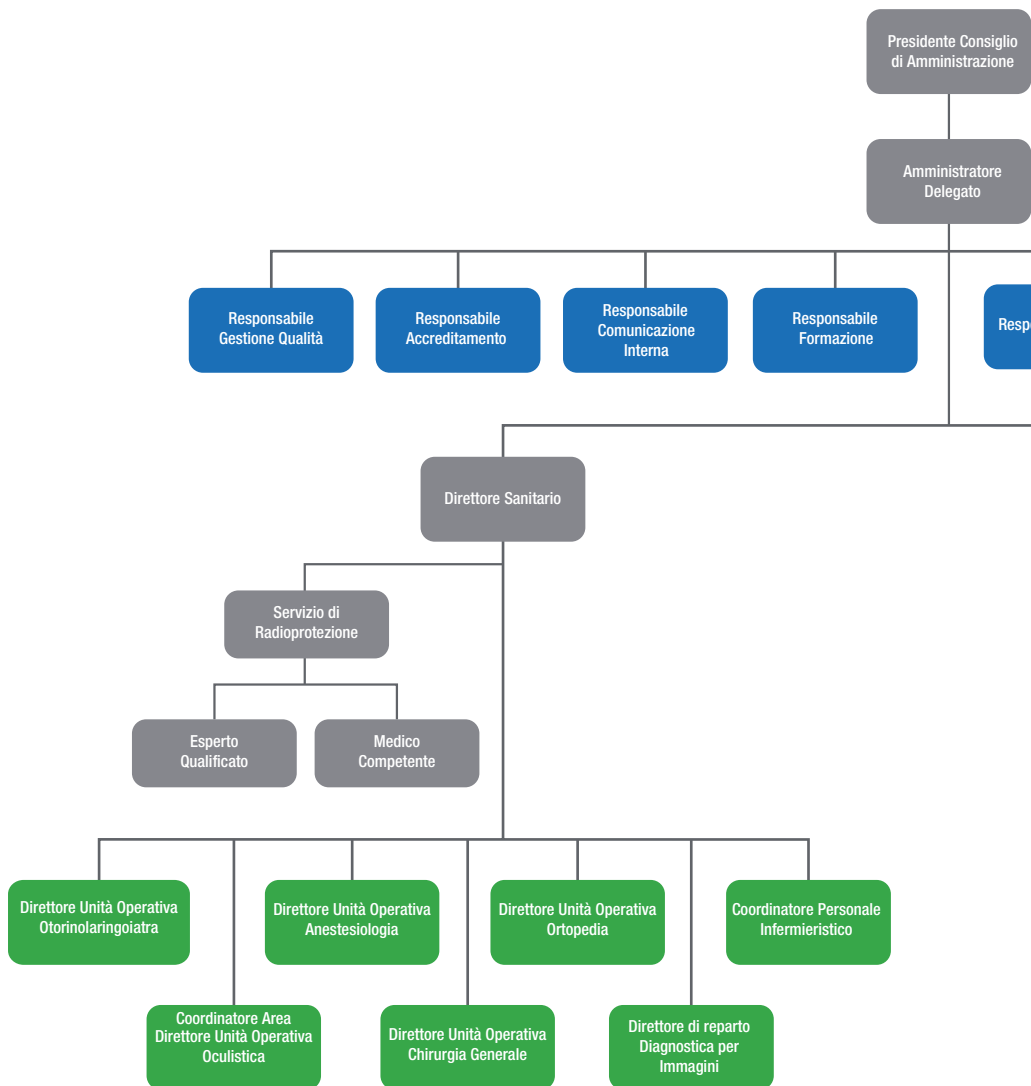 Presidente Consiglio
di Amministrazione
Amministratore
Delegato
Responsabile
Gestione Qualità
Responsabile
Accreditamento
Responsabile
Comunicazione
Interna
Responsabile
Formazione
Direttore Sanitario
Servizio di
Radioprotezione
Esperto
Qualificato
Medico
Competente
Direttore Unità Operativa
Otorinolaringoiatra
Direttore Unità Operativa
Anestesiologia
Direttore Unità Operativa
Ortopedia
Coordinatore Personale
Infermieristico
Coordinatore Area
Direttore Unità Operativa
Oculistica
Direttore Unità Operativa
Chirurgia Generale
Direttore di reparto
Diagnostica per
Immagini